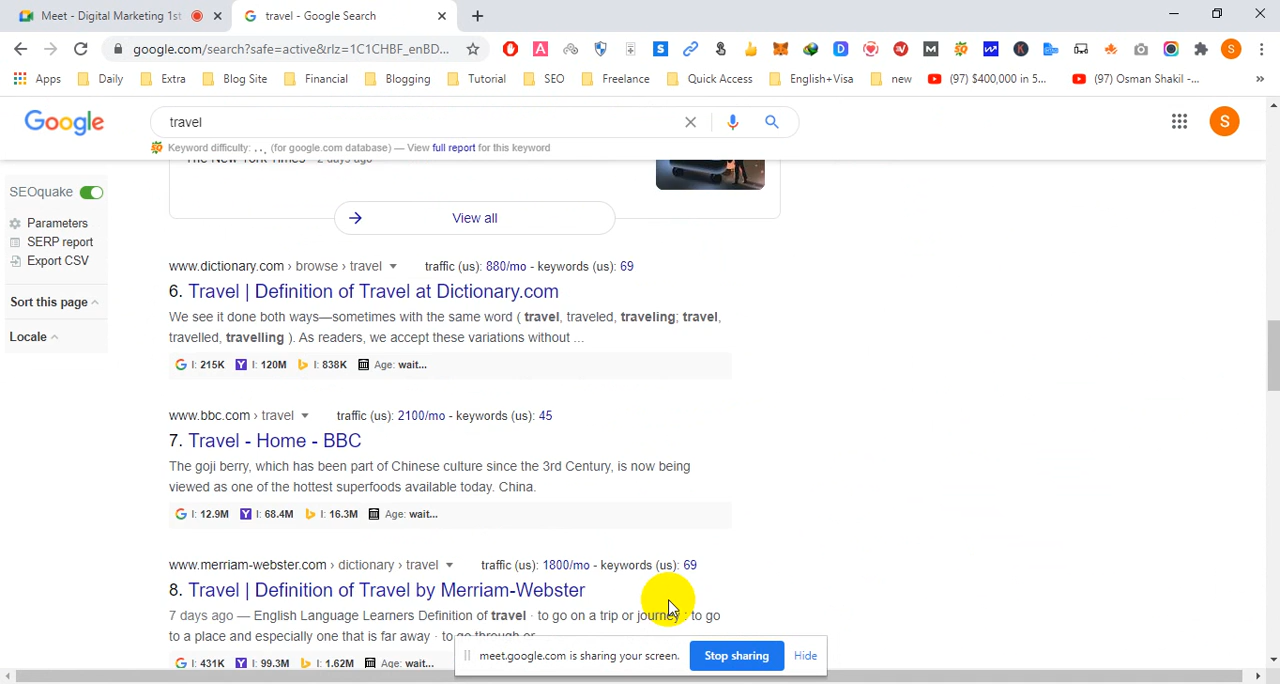 Meet - Digital Marketing 1st
travel - Google Search
google.com/search?safe=active&rlz=1C1CHBF_enBD...
Apps Daily Extra Blog Site Financial Blogging Tutorial SEO Freelance Quick Access English+Visa new (97) $400,000 in 5... (97) Osman Shakil -... »
Google
travel
S
Keyword difficulty: . , (for google.com database) — View full report for this keyword
The New York Times · 2 days ago
SEOquake
Parameters
SERP report
Export CSV
Sort this page
Locale
View all
www.dictionary.com › browse › travel traffic (us): 880/mo - keywords (us): 69
6. Travel | Definition of Travel at Dictionary.com
We see it done both ways—sometimes with the same word ( travel, traveled, traveling; travel,
travelled, travelling ). As readers, we accept these variations without ...
G I: 215K Y I: 120M b I: 838K Age: wait...
www.bbc.com › travel traffic (us): 2100/mo - keywords (us): 45
7. Travel - Home - BBC
The goji berry, which has been part of Chinese culture since the 3rd Century, is now being
viewed as one of the hottest superfoods available today. China.
G I: 12.9M Y I: 68.4M b I: 16.3M Age: wait...
www.merriam-webster.com › dictionary › travel traffic (us): 1800/mo - keywords (us): 69
8. Travel | Definition of Travel by Merriam-Webster
7 days ago — English Language Learners Definition of travel · to go on a trip or journey : to go
to a place and especially one that is far away · to go through or
G I: 431K Y I: 99.3M b I: 1.62M Age: wait...
meet.google.com is sharing your screen. Stop sharing Hide